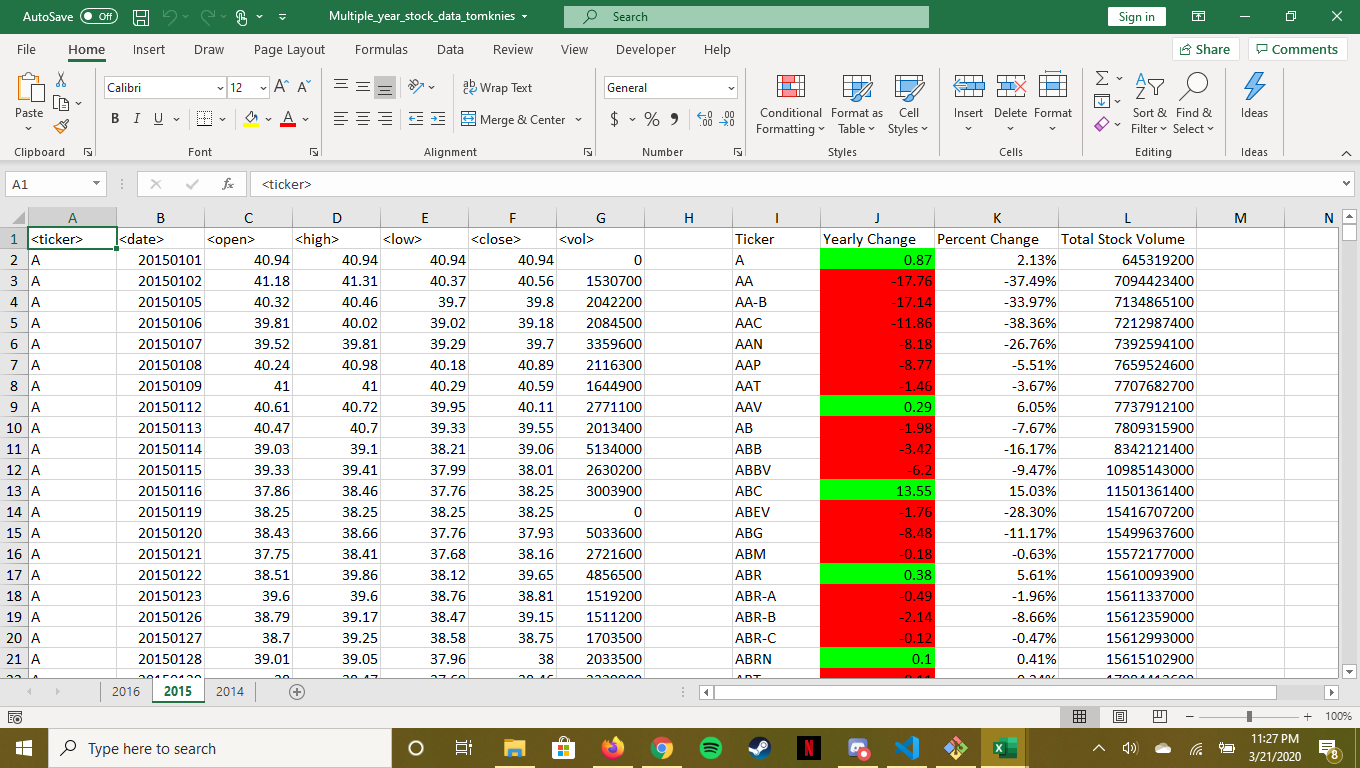 AutoSave Off Multiple_year_stock_data_tomknies Search Sign in
File Home Insert Draw Page Layout Formulas Data Review View Developer Help Share Comments
Calibri 12 A^ Aˇ ab Wrap Text General
Paste B I U A Merge & Center $ % 9 Conditional Formatting Format as Table Cell Styles Insert Delete Format Sort & Filter Find & Select Ideas
Clipboard Font Alignment Number Styles Cells Editing Ideas
A1 fx <ticker>
A B C D E F G H I J K L M N
1 <ticker> <date> <open> <high> <low> <close> <vol> Ticker Yearly Change Percent Change Total Stock Volume
2 A 20150101 40.94 40.94 40.94 40.94 0 A 0.87 2.13% 645319200
3 A 20150102 41.18 41.31 40.37 40.56 1530700 AA -17.76 -37.49% 7094423400
4 A 20150105 40.32 40.46 39.7 39.8 2042200 AA-B -17.14 -33.97% 7134865100
5 A 20150106 39.81 40.02 39.02 39.18 2084500 AAC -11.86 -38.36% 7212987400
6 A 20150107 39.52 39.81 39.29 39.7 3359600 AAN -8.18 -26.76% 7392594100
7 A 20150108 40.24 40.98 40.18 40.89 2116300 AAP -8.77 -5.51% 7659524600
8 A 20150109 41 41 40.29 40.59 1644900 AAT -1.46 -3.67% 7707682700
9 A 20150112 40.61 40.72 39.95 40.11 2771100 AAV 0.29 6.05% 7737912100
10 A 20150113 40.47 40.7 39.33 39.55 2013400 AB -1.98 -7.67% 7809315900
11 A 20150114 39.03 39.1 38.21 39.06 5134000 ABB -3.42 -16.17% 8342121400
12 A 20150115 39.33 39.41 37.99 38.01 2630200 ABBV -6.2 -9.47% 10985143000
13 A 20150116 37.86 38.46 37.76 38.25 3003900 ABC 13.55 15.03% 11501361400
14 A 20150119 38.25 38.25 38.25 38.25 0 ABEV -1.76 -28.30% 15416707200
15 A 20150120 38.43 38.66 37.76 37.93 5033600 ABG -8.48 -11.17% 15499637600
16 A 20150121 37.75 38.41 37.68 38.16 2721600 ABM -0.18 -0.63% 15572177000
17 A 20150122 38.51 39.86 38.12 39.65 4856500 ABR 0.38 5.61% 15610093900
18 A 20150123 39.6 39.6 38.76 38.81 1519200 ABR-A -0.49 -1.96% 15611337000
19 A 20150126 38.79 39.17 38.47 39.15 1511200 ABR-B -2.14 -8.66% 15612359000
20 A 20150127 38.7 39.25 38.58 38.75 1703500 ABR-C -0.12 -0.47% 15612993000
21 A 20150128 39.01 39.05 37.96 38 2033500 ABRN 0.1 0.41% 15615102900
2016 2015 2014
100%
Type here to search 11:27 PM
3/21/2020 8